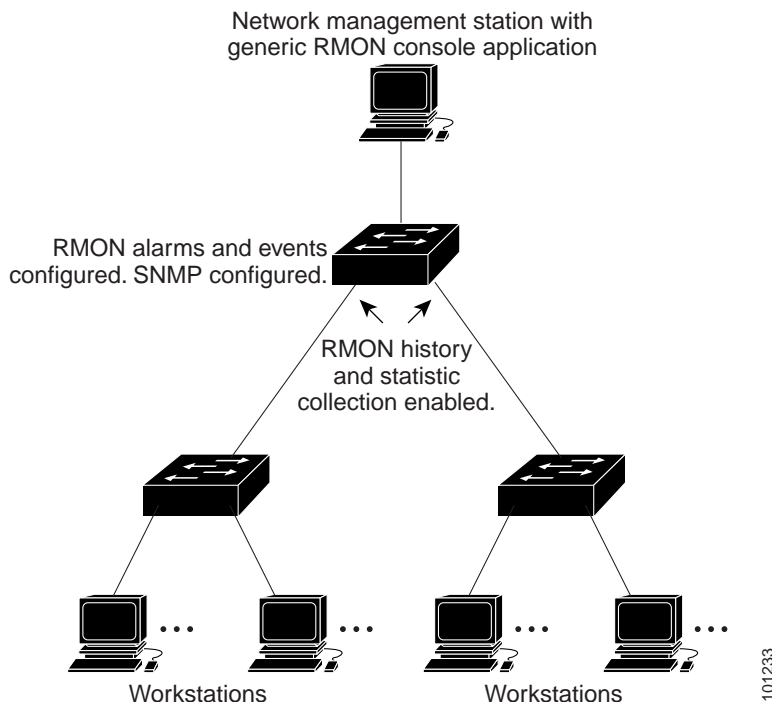 Network management station with
generic RMON console application
RMON alarms and events
configured. SNMP configured.
RMON history
and statistic
collection enabled.
Workstations
Workstations
101233